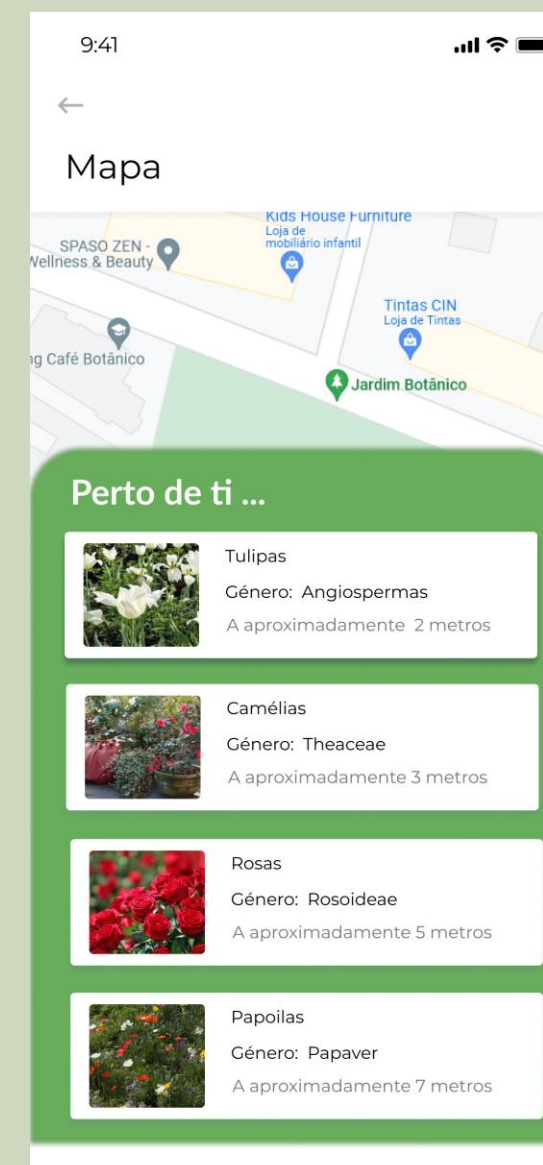 9:41
Mapa
Kids House Furniture
Loja de
mobiliário infantil
SPASO ZEN -
Wellness & Beauty
Tintas CIN
Loja de Tintas
Café Botânico
Jardim Botânico
Perto de ti ...
Tulipas
Género: Angiospermas
A aproximadamente 2 metros
Camélias
Género: Theaceae
A aproximadamente 3 metros
Rosas
Género: Rosoideae
A aproximadamente 5 metros
Papoilas
Género: Papaver
A aproximadamente 7 metros